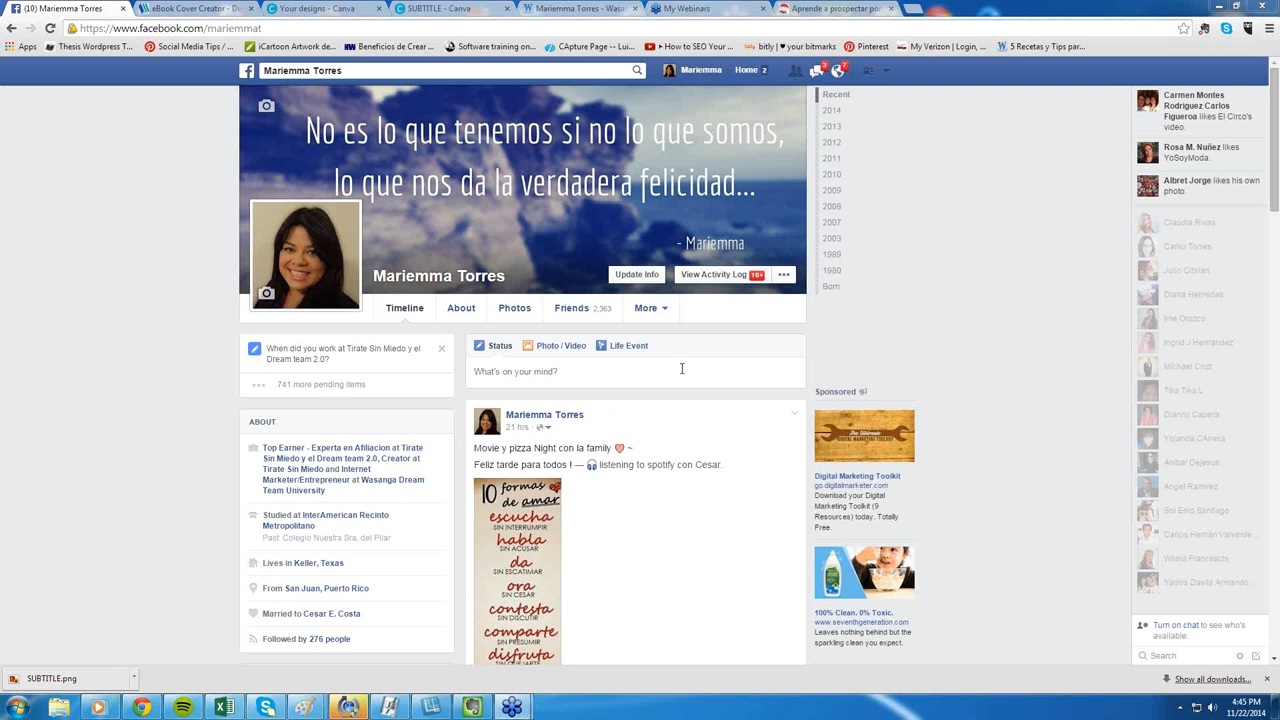 (10) Mariemma Torres
eBook Cover Creator - De
Your designs - Canva
SUBTITLE - Canva
Mariemma Torres - Wasa
My Webinars
Aprende a prospectar por
https://www.facebook.com/mariemmat
Apps
Thesis Wordpress T...
Social Media Tips / ...
iCartoon Artwork de...
Beneficios de Crear ...
Software training on...
CApture Page -- Lui...
How to SEO Your ...
bitly | ♥ your bitmarks
Pinterest
My Verizon | Login, ...
5 Recetas y Tips par...
Mariemma Torres
Mariemma
Home 2
3
7
No es lo que tenemos si no lo que somos,
lo que nos da la verdadera felicidad...
- Mariemma
Mariemma Torres
Update Info
View Activity Log 10+
Timeline
About
Photos
Friends 2,363
More
When did you work at Tirate Sin Miedo y el
Dream team 2.0?
741 more pending items
ABOUT
Top Earner - Experta en Afiliacion at Tirate
Sin Miedo y el Dream team 2.0, Creator at
Tirate Sin Miedo and Internet
Marketer/Entrepreneur at Wasanga Dream
Team University
Studied at InterAmerican Recinto
Metropolitano
Past: Colegio Nuestra Sra. del Pilar
Lives in Keller, Texas
From San Juan, Puerto Rico
Married to Cesar E. Costa
Followed by 276 people
Status
Photo / Video
Life Event
What's on your mind?
Mariemma Torres
21 hrs ·
Movie y pizza Night con la family ❤ ~
Feliz tarde para todos ! — 🎧 listening to spotify con Cesar.
10 formas
de amar
escucha
SIN INTERRUMPIR
habla
SIN ACUSAR
da
SIN ESCATIMAR
ora
SIN CESAR
contesta
SIN DISCUTIR
comparte
SIN PRESUMIR
disfruta
SIN QUEJARTE
Recent
2014
2013
2012
2011
2010
2009
2008
2007
2003
1989
1980
Born
Sponsored
Digital Marketing Toolkit
go.digitalmarketer.com
Download your Digital
Marketing Toolkit (9
Resources) today. Totally
Free.
100% Clean. 0% Toxic.
www.seventhgeneration.com
Leaves nothing behind but the
sparkling clean you expect.
Carmen Montes
Rodriguez Carlos
Figueroa likes El Circo's
video.
Rosa M. Nuñez likes
YoSoyModa.
Albret Jorge likes his own
photo.
Claudia Rivas
Carlu Torres
Julio Cibrian
Diana Hermidas
Ime Orozco
Ingrid J Hernandez
Michael Cruz
Tika Tika L
Dianny Capera
Yolanda CArreira
Anibal Dejesus
Angel Ramirez
Sol Enid Santiago
Carlos Hernán Valverde...
Wilma Franceschi
Yadira Davila Armando...
Turn on chat to see who's
available.
Search
SUBTITLE.png
Show all downloads...
4:45 PM
11/22/2014